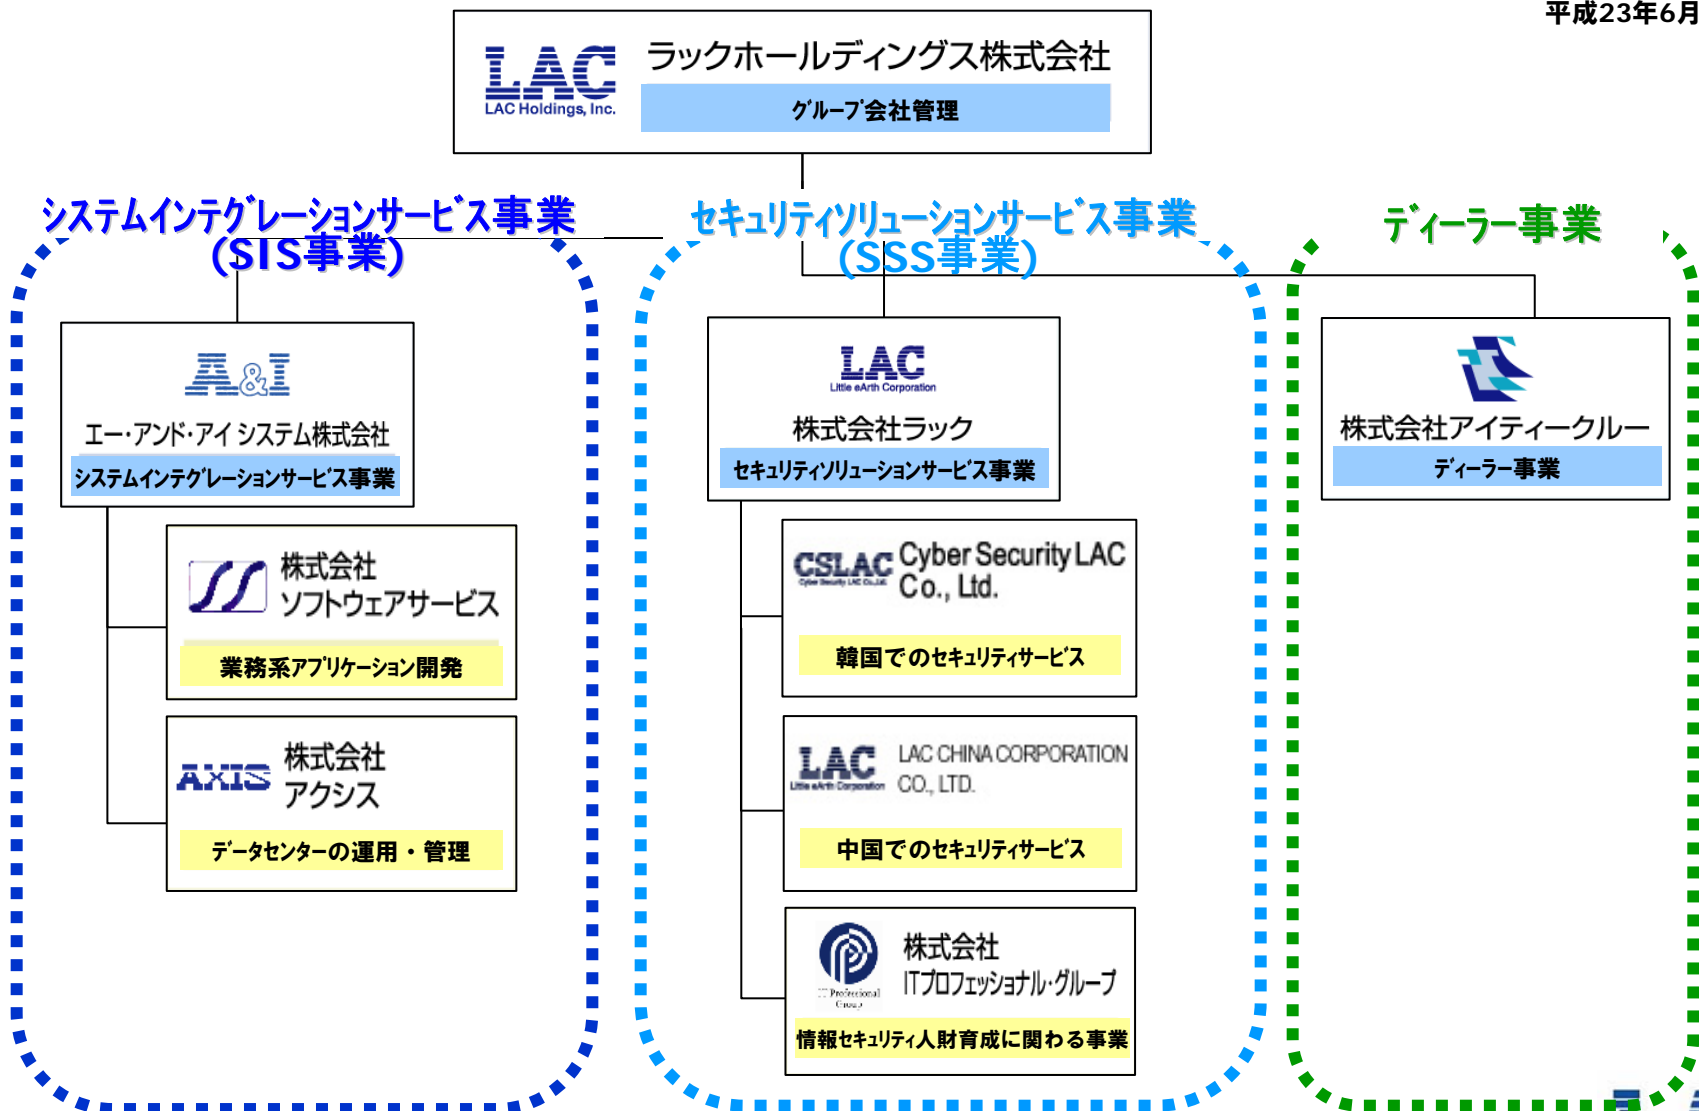 平成23年6月
LAC
LAC Holdings, Inc.
ラックホールディングス株式会社
グループ会社管理
システムインテグレーションサービス事業
(SIS事業)
A&I
エー・アンド・アイ システム株式会社
システムインテグレーションサービス事業
株式会社
ソフトウェアサービス
業務系アプリケーション開発
AXIS
株式会社
アクシス
データセンターの運用・管理
セキュリティソリューションサービス事業
(SSS事業)
LAC
Little eArth Corporation
株式会社ラック
セキュリティソリューションサービス事業
CSLAC
Cyber Security LAC Co., Ltd.
Cyber Security LAC
Co., Ltd.
韓国でのセキュリティサービス
LAC
Little eArth Corporation
LAC CHINA CORPORATION
CO., LTD.
中国でのセキュリティサービス
IT Professional
Group
株式会社
ITプロフェッショナル・グループ
情報セキュリティ人財育成に関わる事業
ディーラー事業
株式会社アイティークルー
ディーラー事業